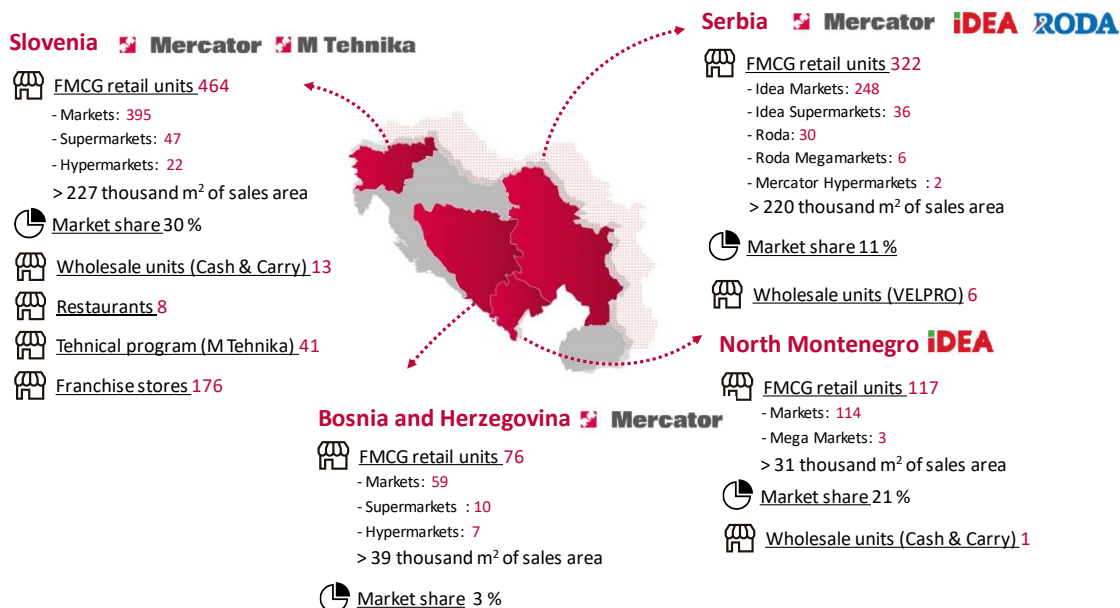 Slovenia Mercator M Tehnika
FMCG retail units 464
- Markets: 395
- Supermarkets: 47
- Hypermarkets: 22
> 227 thousand m² of sales area
Market share 30 %
Wholesale units (Cash & Carry) 13
Restaurants 8
Tehnical program (M Tehnika) 41
Franchise stores 176
Serbia Mercator iDEA RODA
FMCG retail units 322
- Idea Markets: 248
- Idea Supermarkets: 36
- Roda: 30
- Roda Megamarkets: 6
- Mercator Hypermarkets : 2
> 220 thousand m² of sales area
Market share 11 %
Wholesale units (VELPRO) 6
Bosnia and Herzegovina Mercator
FMCG retail units 76
- Markets: 59
- Supermarkets : 10
- Hypermarkets: 7
> 39 thousand m² of sales area
Market share 3 %
North Montenegro iDEA
FMCG retail units 117
- Markets: 114
- Mega Markets: 3
> 31 thousand m² of sales area
Market share 21 %
Wholesale units (Cash & Carry) 1